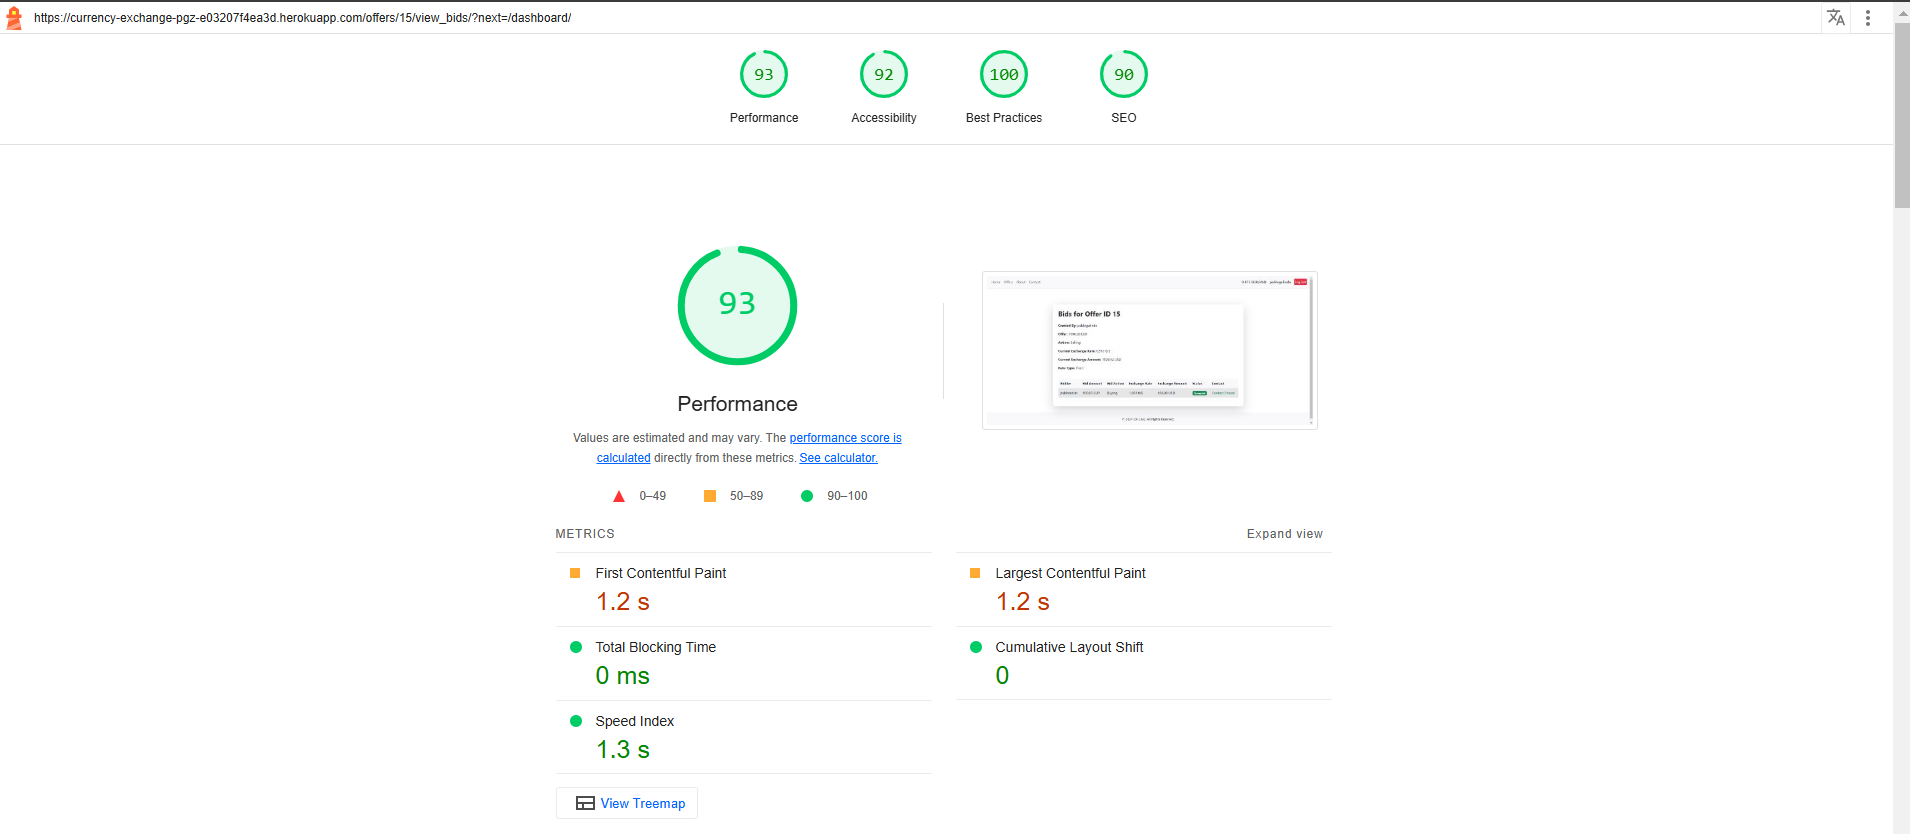 https://currency-exchange-pgz-e03207f4ea3d.herokuapp.com/offers/15/view_bids/?next=/dashboard/
93 92 100 90
Performance Accessibility Best Practices SEO
93
Performance
Values are estimated and may vary. The performance score is
calculated directly from these metrics. See calculator.
0–49 50–89 90–100
Bids for Offer ID 15
METRICS Expand view
First Contentful Paint
1.2 s
Largest Contentful Paint
1.2 s
Total Blocking Time
0 ms
Cumulative Layout Shift
0
Speed Index
1.3 s
View Treemap